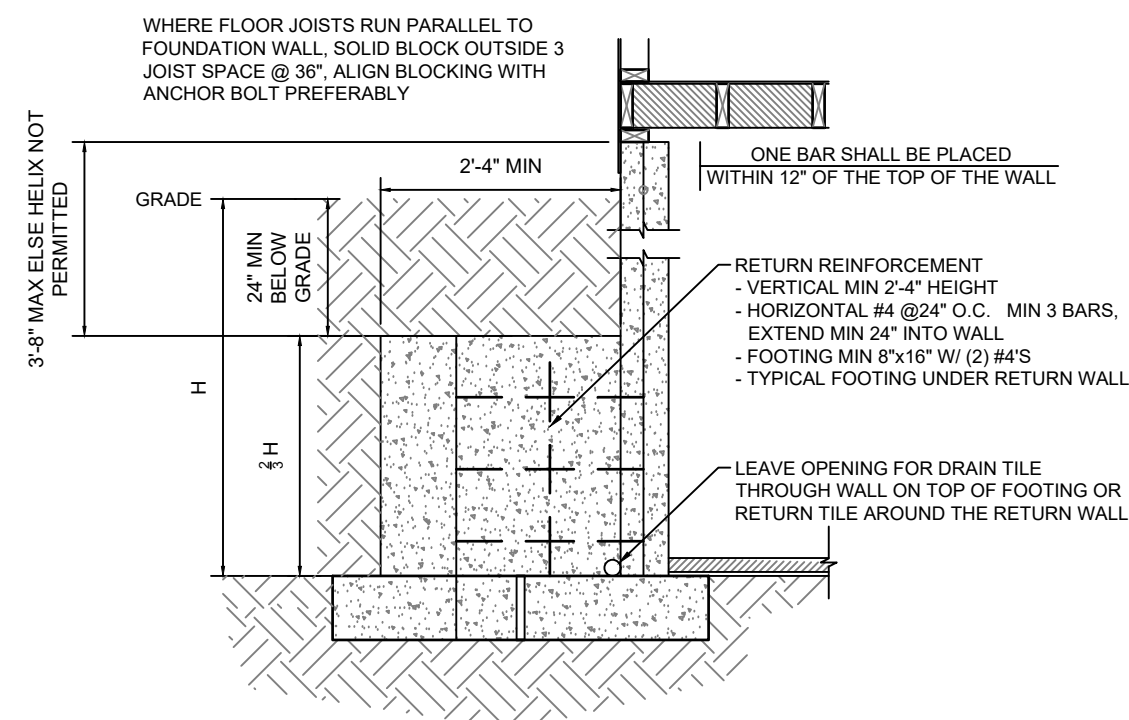 WHERE FLOOR JOISTS RUN PARALLEL TO
FOUNDATION WALL, SOLID BLOCK OUTSIDE 3
JOIST SPACE @ 36", ALIGN BLOCKING WITH
ANCHOR BOLT PREFERABLY
3'-8" MAX ELSE HELIX NOT
PERMITTED
2'-4" MIN
ONE BAR SHALL BE PLACED
WITHIN 12" OF THE TOP OF THE WALL
GRADE
24" MIN
BELOW
GRADE
RETURN REINFORCEMENT
- VERTICAL MIN 2'-4" HEIGHT
- HORIZONTAL #4 @24" O.C. MIN 3 BARS,
EXTEND MIN 24" INTO WALL
- FOOTING MIN 8"x16" W/ (2) #4'S
- TYPICAL FOOTING UNDER RETURN WALL
H
2/3 H
LEAVE OPENING FOR DRAIN TILE
THROUGH WALL ON TOP OF FOOTING OR
RETURN TILE AROUND THE RETURN WALL